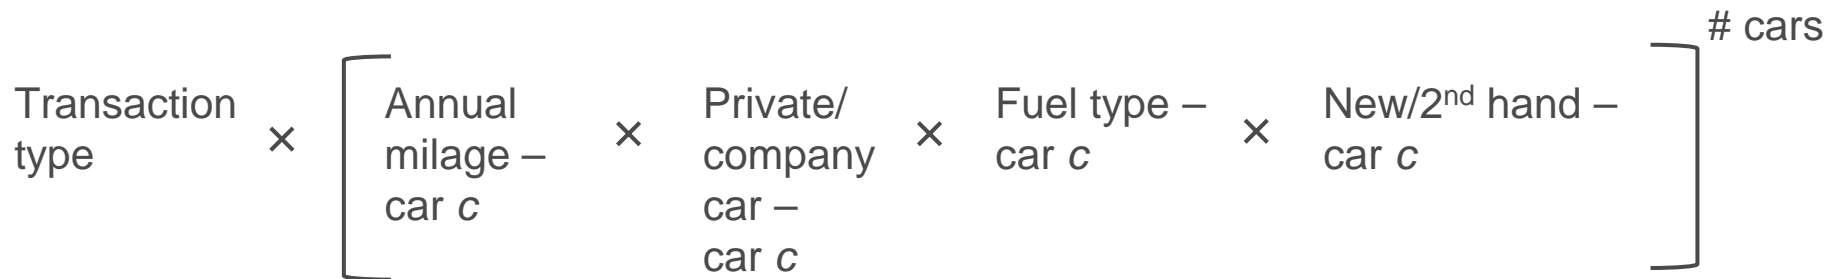 # cars
Transaction
type
×
Annual
milage –
car c
×
Private/
company
car –
car c
×
Fuel type –
car c
×
New/2nd hand –
car c